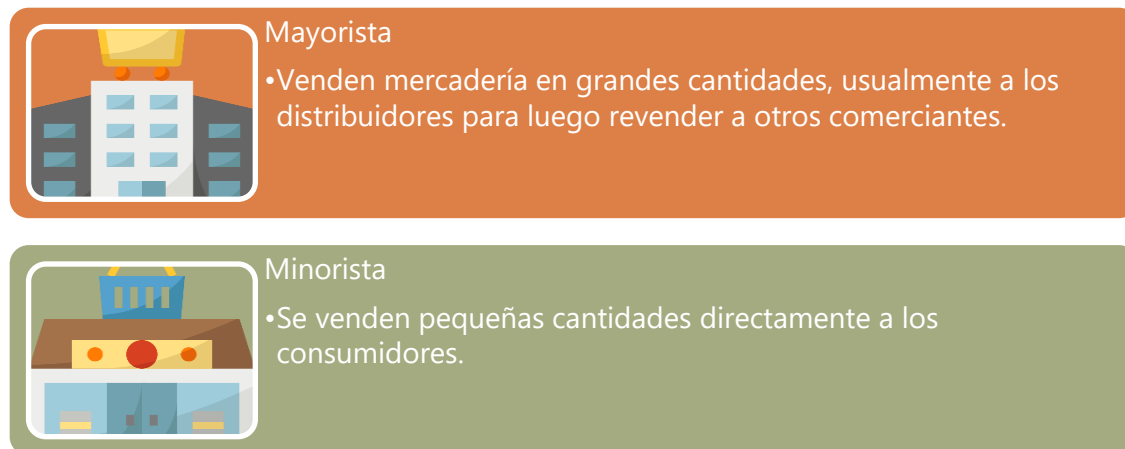 Mayorista
•Venden mercadería en grandes cantidades, usualmente a los
distribuidores para luego revender a otros comerciantes.
Minorista
•Se venden pequeñas cantidades directamente a los
consumidores.